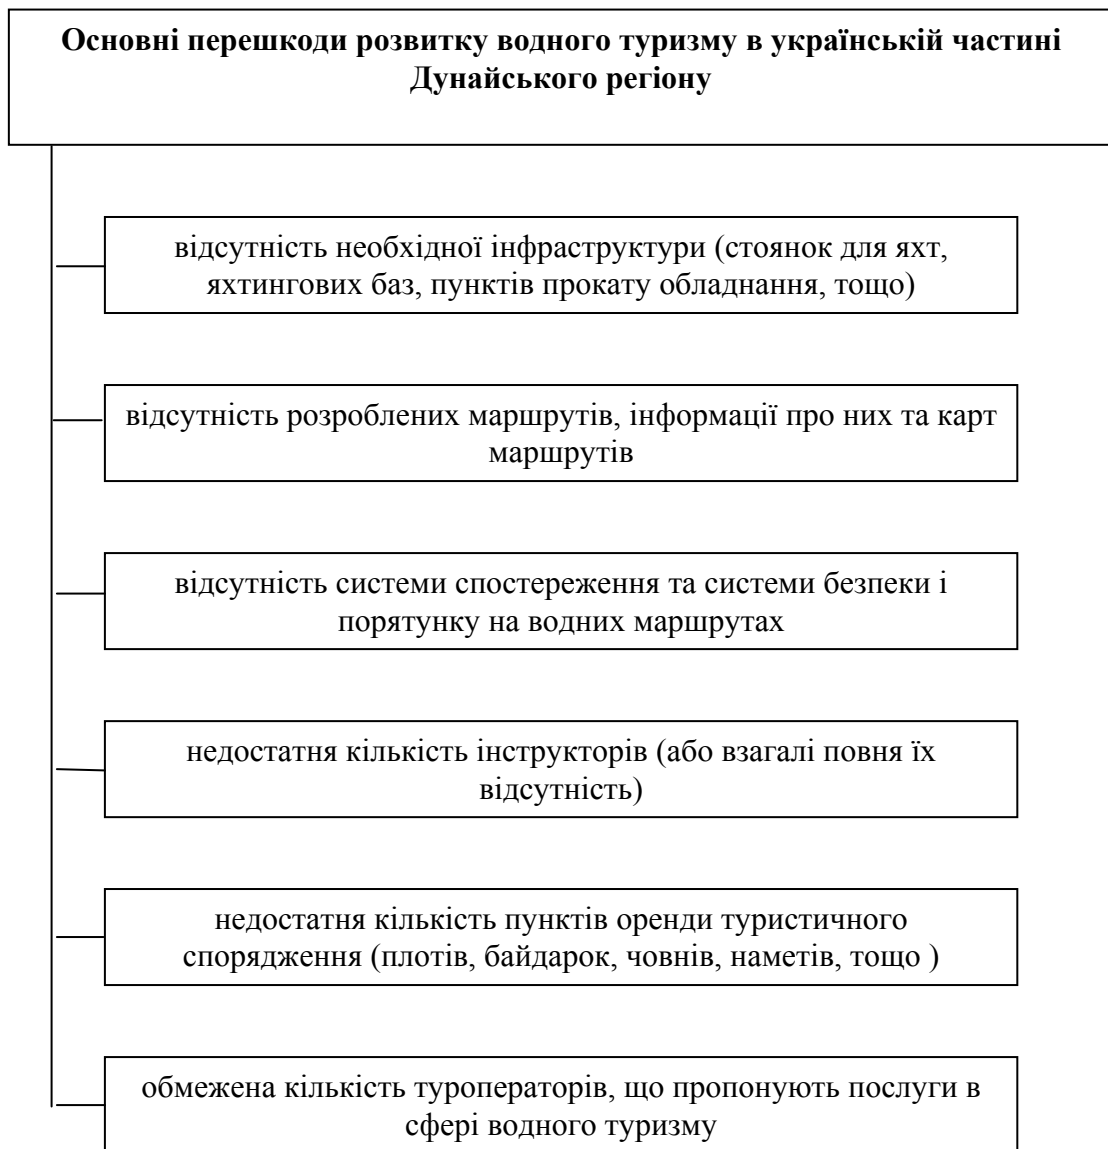 Основні перешкоди розвитку водного туризму в українській частині
Дунайського регіону
відсутність необхідної інфраструктури (стоянок для яхт,
яхтингових баз, пунктів прокату обладнання, тощо)
відсутність розроблених маршрутів, інформації про них та карт
маршрутів
відсутність системи спостереження та системи безпеки і
порятунку на водних маршрутах
недостатня кількість інструкторів (або взагалі повня їх
відсутність)
недостатня кількість пунктів оренди туристичного
спорядження (плотів, байдарок, човнів, наметів, тощо )
обмежена кількість туроператорів, що пропонують послуги в
сфері водного туризму